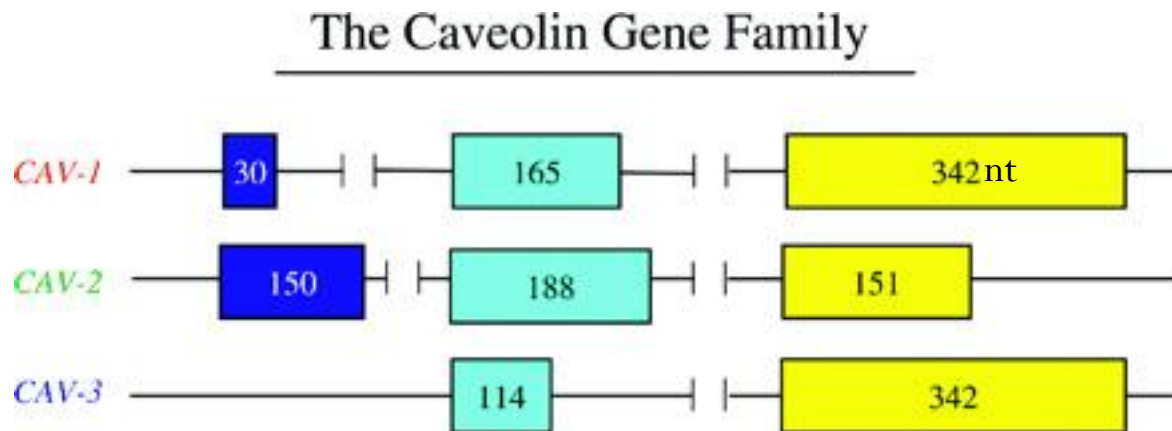 The Caveolin Gene Family
CAV-1 30 165 342nt
CAV-2 150 188 151
CAV-3 114 342